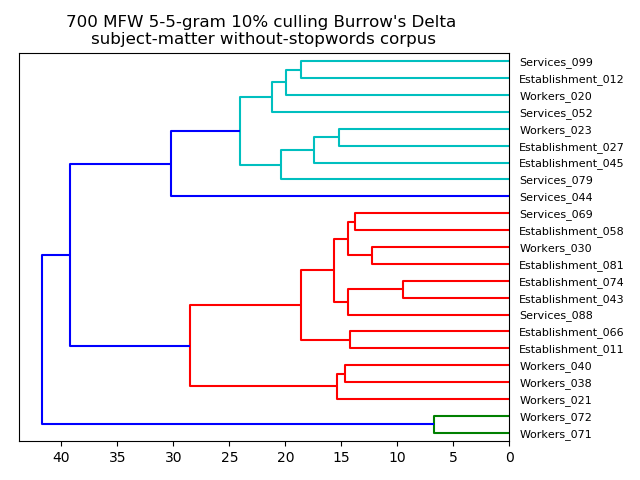 700 MFW 5-5-gram 10% culling Burrow's Delta
subject-matter without-stopwords corpus
Services_099
Establishment_012
Workers_020
Services_052
Workers_023
Establishment_027
Establishment_045
Services_079
Services_044
Services_069
Establishment_058
Workers_030
Establishment_081
Establishment_074
Establishment_043
Services_088
Establishment_066
Establishment_011
Workers_040
Workers_038
Workers_021
Workers_072
Workers_071
40 35 30 25 20 15 10 5 0